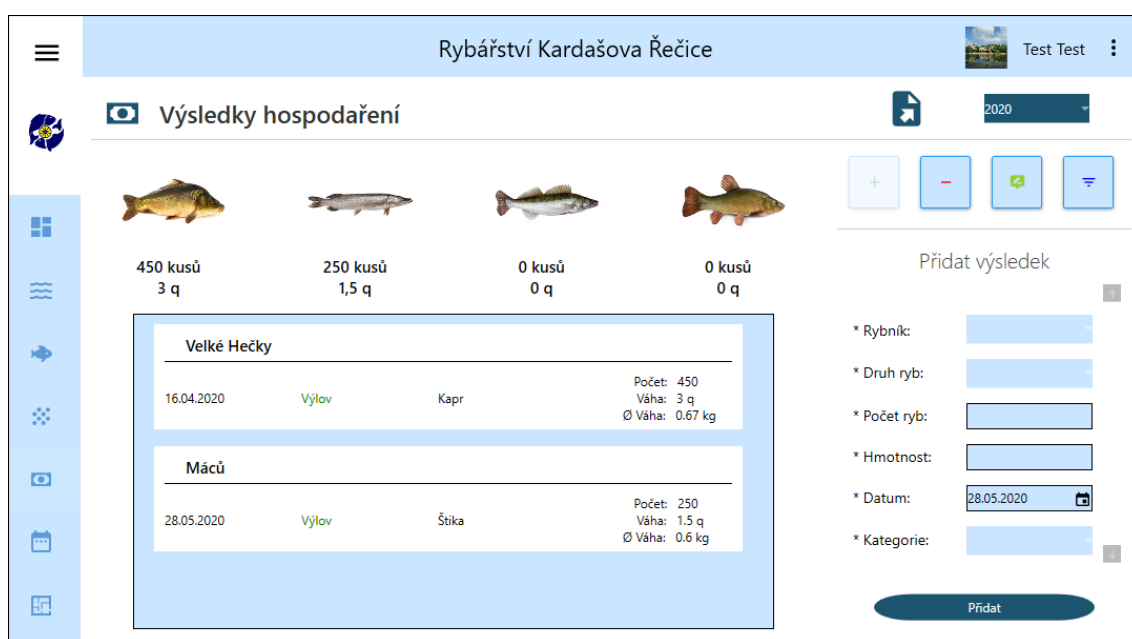 Rybářství Kardašova Řečice
Test Test
Výsledky hospodaření
2020
450 kusů
3 q
250 kusů
1,5 q
0 kusů
0 q
0 kusů
0 q
Velké Hečky
16.04.2020 Výlov Kapr
Počet: 450
Váha: 3 q
Ø Váha: 0.67 kg
Máců
28.05.2020 Výlov Štika
Počet: 250
Váha: 1.5 q
Ø Váha: 0.6 kg
Přidat výsledek
* Rybník:
* Druh ryb:
* Počet ryb:
* Hmotnost:
* Datum: 28.05.2020
* Kategorie:
Přidat